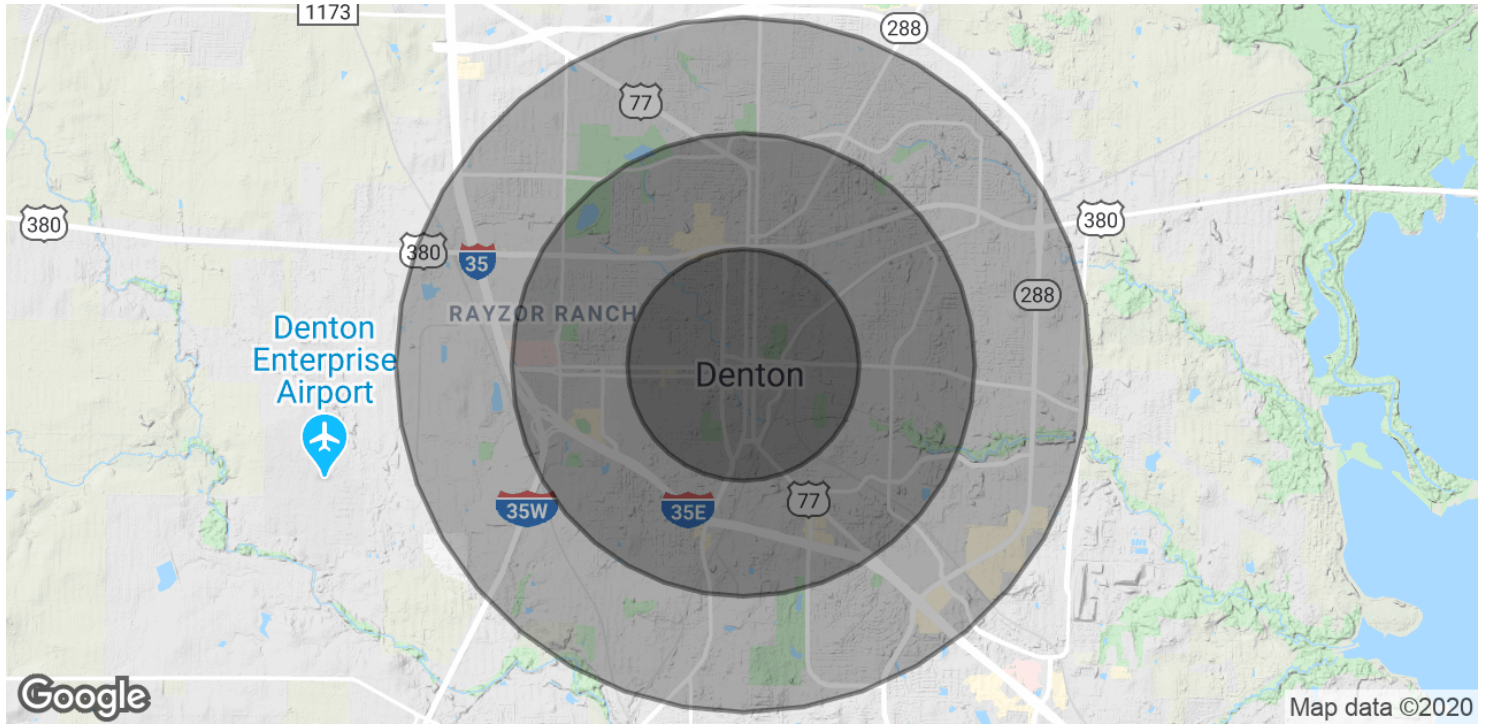 1173
288
77
380
380
380
35
288
RAYZOR RANCH
Denton
Enterprise
Airport
Denton
77
35W
35E
Google
Map data ©2020